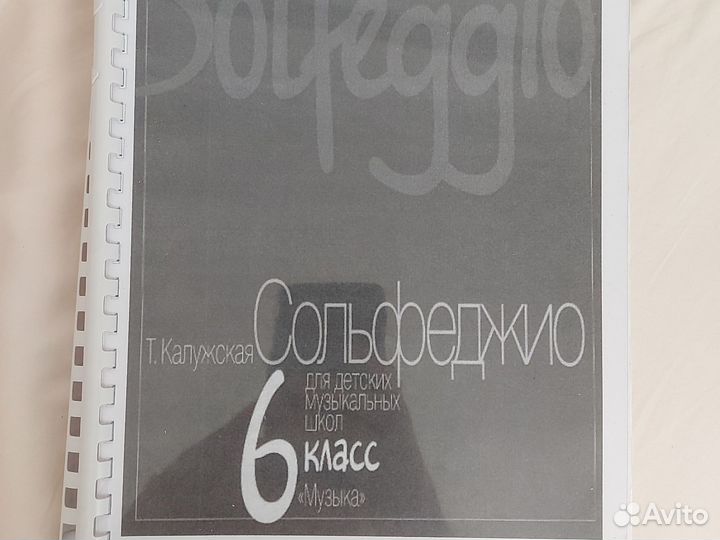 Solfeggio
Т. Калужская Сольфеджио
для детских
музыкальных
школ
6 класс
«Музыка»
Avito